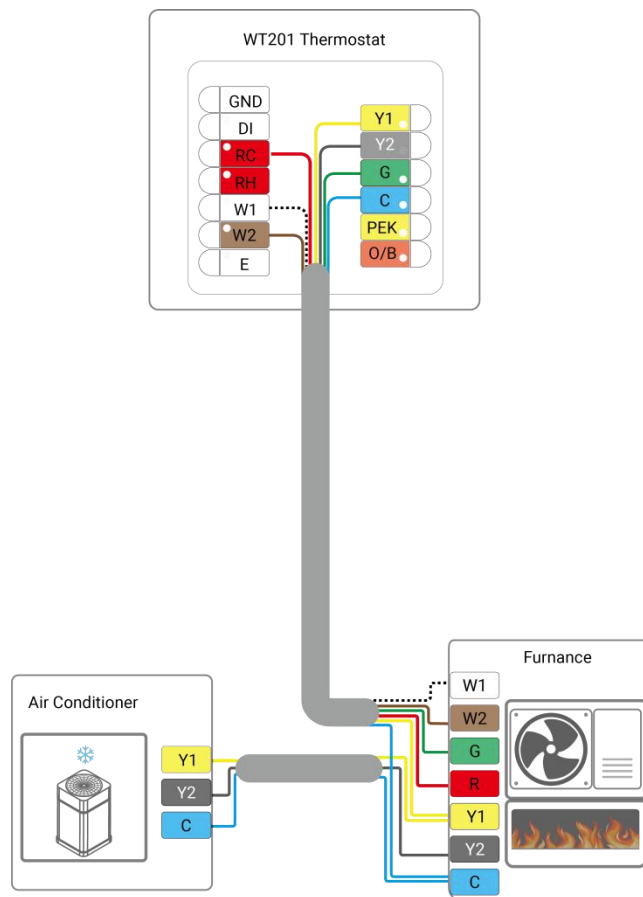 WT201 Thermostat
GND
DI
RC
RH
W1
W2
E
Y1
Y2
G
C
PEK
O/B
Air Conditioner
Y1
Y2
C
Furnance
W1
W2
G
R
Y1
Y2
C